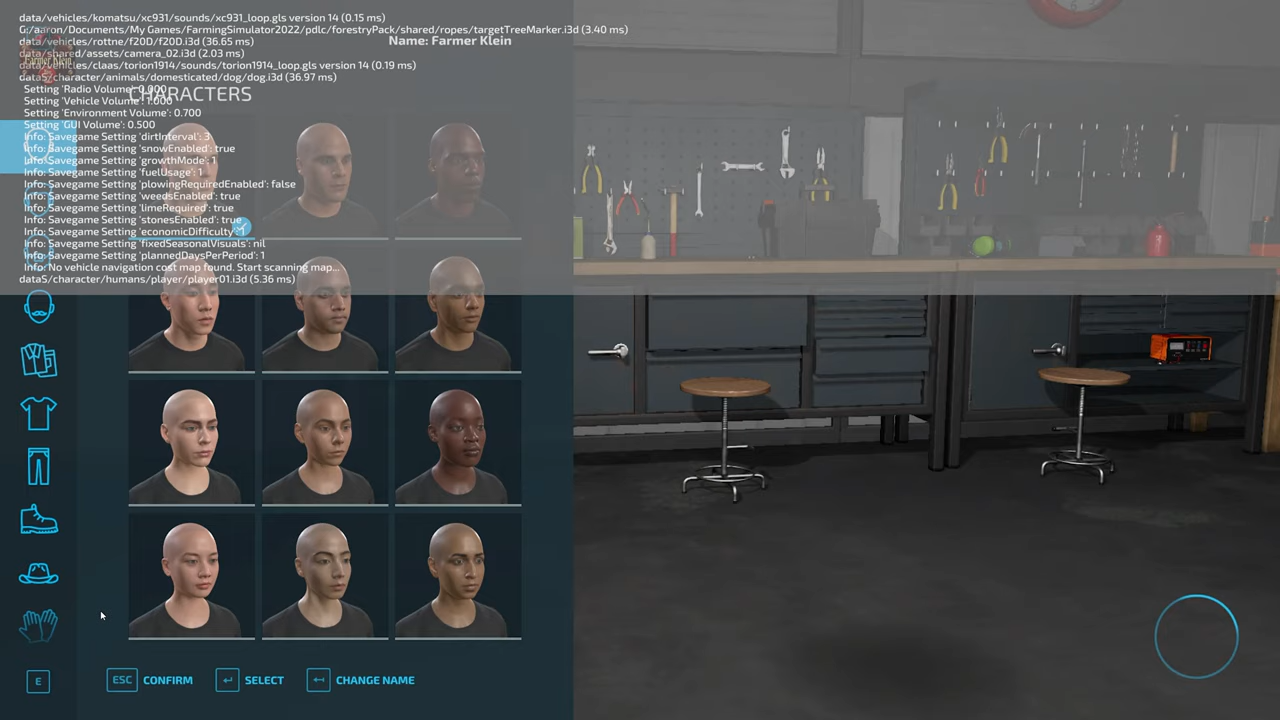 data/vehicles/komatsu/xc931/sounds/xc931_loop.gls version 14 (0.15 ms)
G:/aaron/Documents/My Games/FarmingSimulator2022/pdlc/forestryPack/shared/ropes/targetTreeMarker.i3d (3.40 ms)
data/vehicles/rottne/f20D/f20D.i3d (36.65 ms)
Name: Farmer Klein
data/shared/assets/camera_02.i3d (2.03 ms)
data/vehicles/claas/torion1914/sounds/torion1914_loop.gls version 14 (0.19 ms)
dataS/character/animals/domesticated/dog/dog.i3d (36.97 ms)
Setting 'Radio Volume': 0.000
CHARACTERS
Setting 'Vehicle Volume': 1.000
Setting 'Environment Volume': 0.700
Setting 'GUI Volume': 0.500
Info: Savegame Setting 'dirtInterval': 3
Info: Savegame Setting 'snowEnabled': true
Info: Savegame Setting 'growthMode': 1
Info: Savegame Setting 'fuelUsage': 1
Info: Savegame Setting 'plowingRequiredEnabled': false
Info: Savegame Setting 'weedsEnabled': true
Info: Savegame Setting 'limeRequired': true
Info: Savegame Setting 'stonesEnabled': true
Info: Savegame Setting 'economicDifficulty': 1
Info: Savegame Setting 'fixedSeasonalVisuals': nil
Info: Savegame Setting 'plannedDaysPerPeriod': 1
Info: No vehicle navigation cost map found. Start scanning map...
dataS/character/humans/player/player01.i3d (5.36 ms)
E
ESC CONFIRM
SELECT
CHANGE NAME